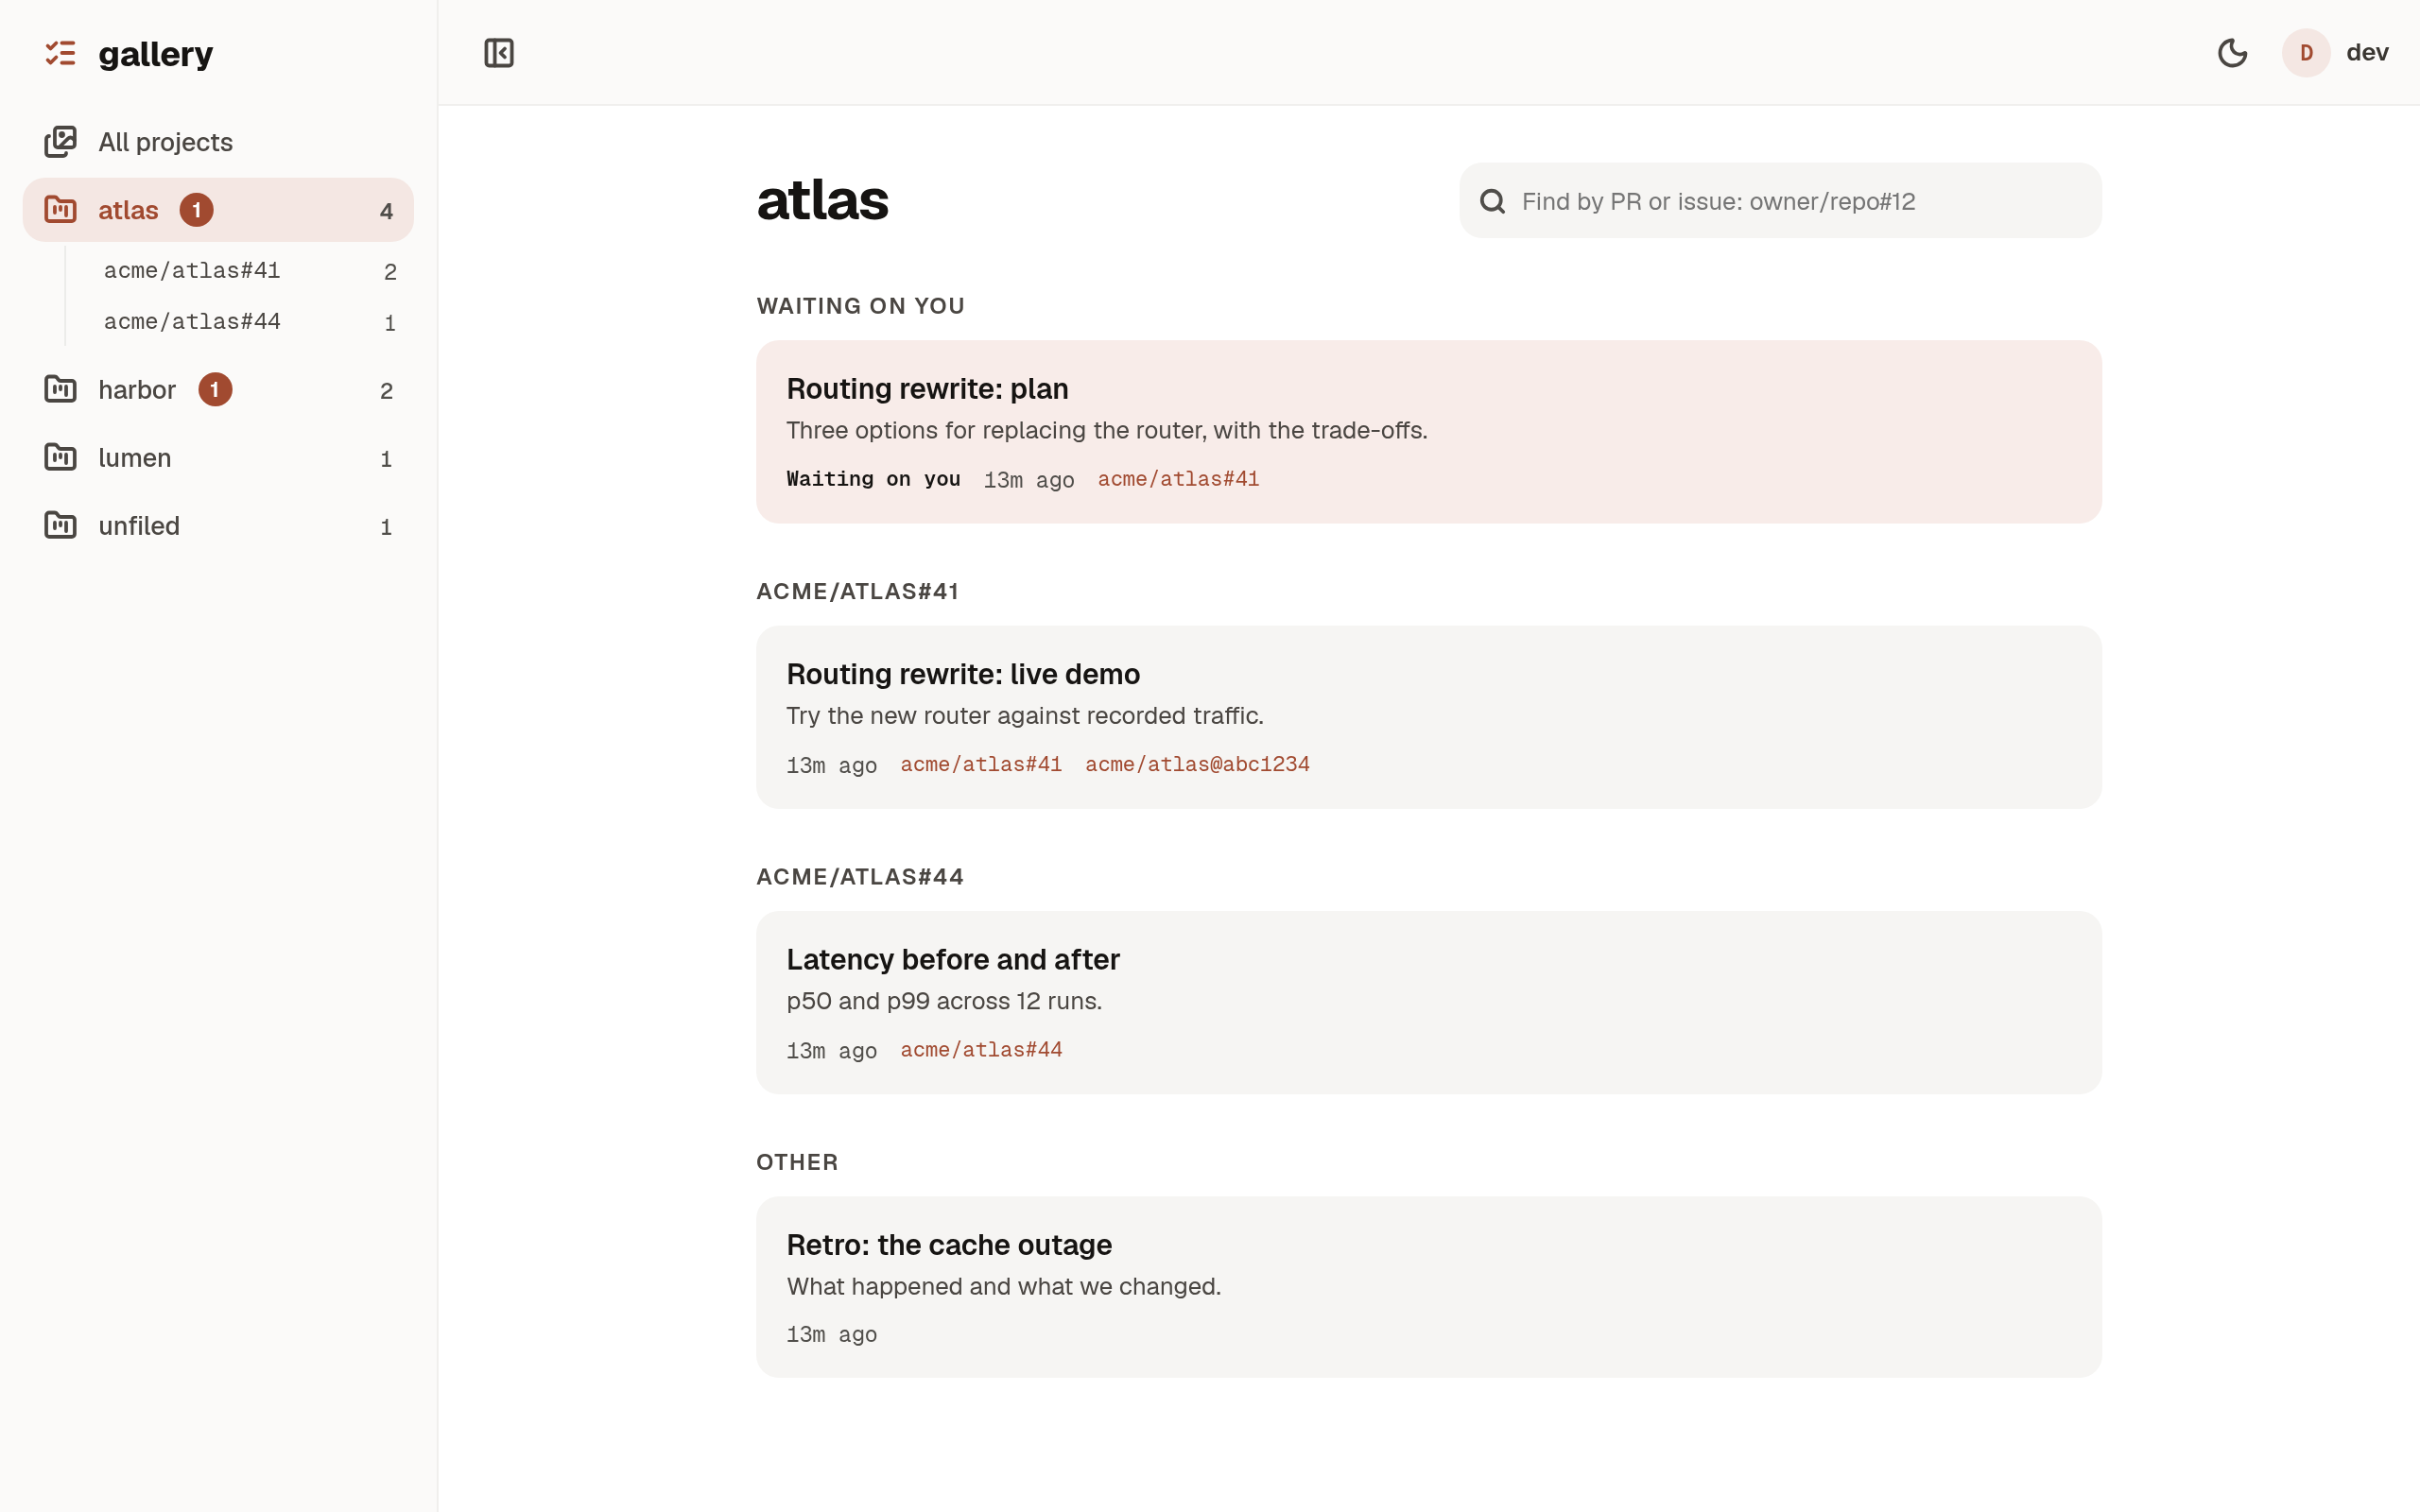 gallery
All projects
atlas 1 4
acme/atlas#41 2
acme/atlas#44 1
harbor 1 2
lumen 1
unfiled 1
D dev
atlas
Find by PR or issue: owner/repo#12
WAITING ON YOU
Routing rewrite: plan
Three options for replacing the router, with the trade-offs.
Waiting on you 13m ago acme/atlas#41
ACME/ATLAS#41
Routing rewrite: live demo
Try the new router against recorded traffic.
13m ago acme/atlas#41 acme/atlas@abc1234
ACME/ATLAS#44
Latency before and after
p50 and p99 across 12 runs.
13m ago acme/atlas#44
OTHER
Retro: the cache outage
What happened and what we changed.
13m ago